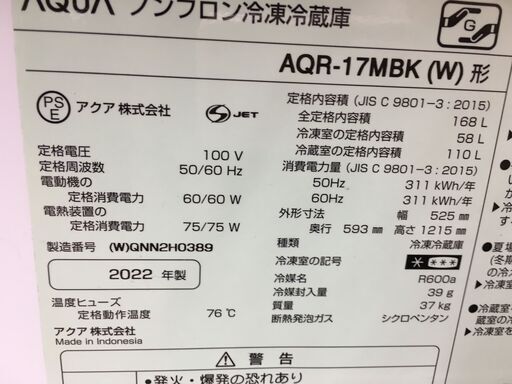 AQUA ノンフロン冷凍冷蔵庫
G
AQR-17MBK (W) 形
PS
E
アクア 株式会社
S JET
定格電圧 100 V
定格周波数 50/60 Hz
電動機の
定格消費電力 60/60 W
電熱装置の
定格消費電力 75/75 W
製造番号 (W)QNN2H0389
2022 年製
温度ヒューズ
定格動作温度 76℃
アクア 株式会社
Made in Indonesia
定格内容積 (JIS C 9801-3 : 2015)
全定格内容積 168 L
冷凍室の定格内容積 58 L
冷蔵室の定格内容積 110 L
消費電力量 (JIS C 9801-3 : 2015)
50Hz 311 kWh/年
60Hz 311 kWh/年
外形寸法 幅 525 mm
奥行 593 mm 高さ 1215 mm
種類 冷凍冷蔵庫
冷凍室の記号 * ***
冷媒名 R600a
冷媒封入量 39 g
質量 37 kg
断熱発泡ガス シクロペンタン
⚠ 警告
●発火・爆発の恐れあり